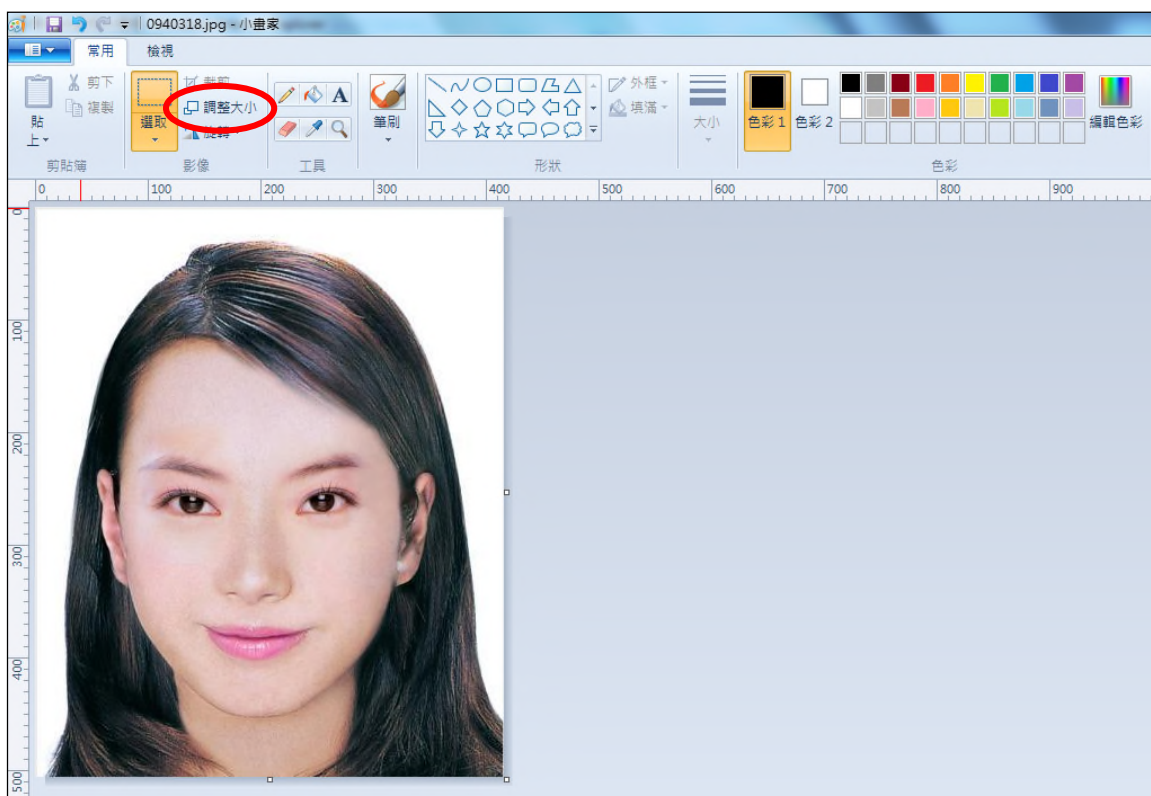 0940318.jpg - 小畫家
常用 檢視
剪下
複製
貼上
選取
裁剪
調整大小
旋轉
A
筆刷
外框
填滿
大小
色彩 1
色彩 2
編輯色彩
剪貼簿 影像 工具 形狀 色彩
0 100 200 300 400 500 600 700 800 900
0
100
200
300
400
500